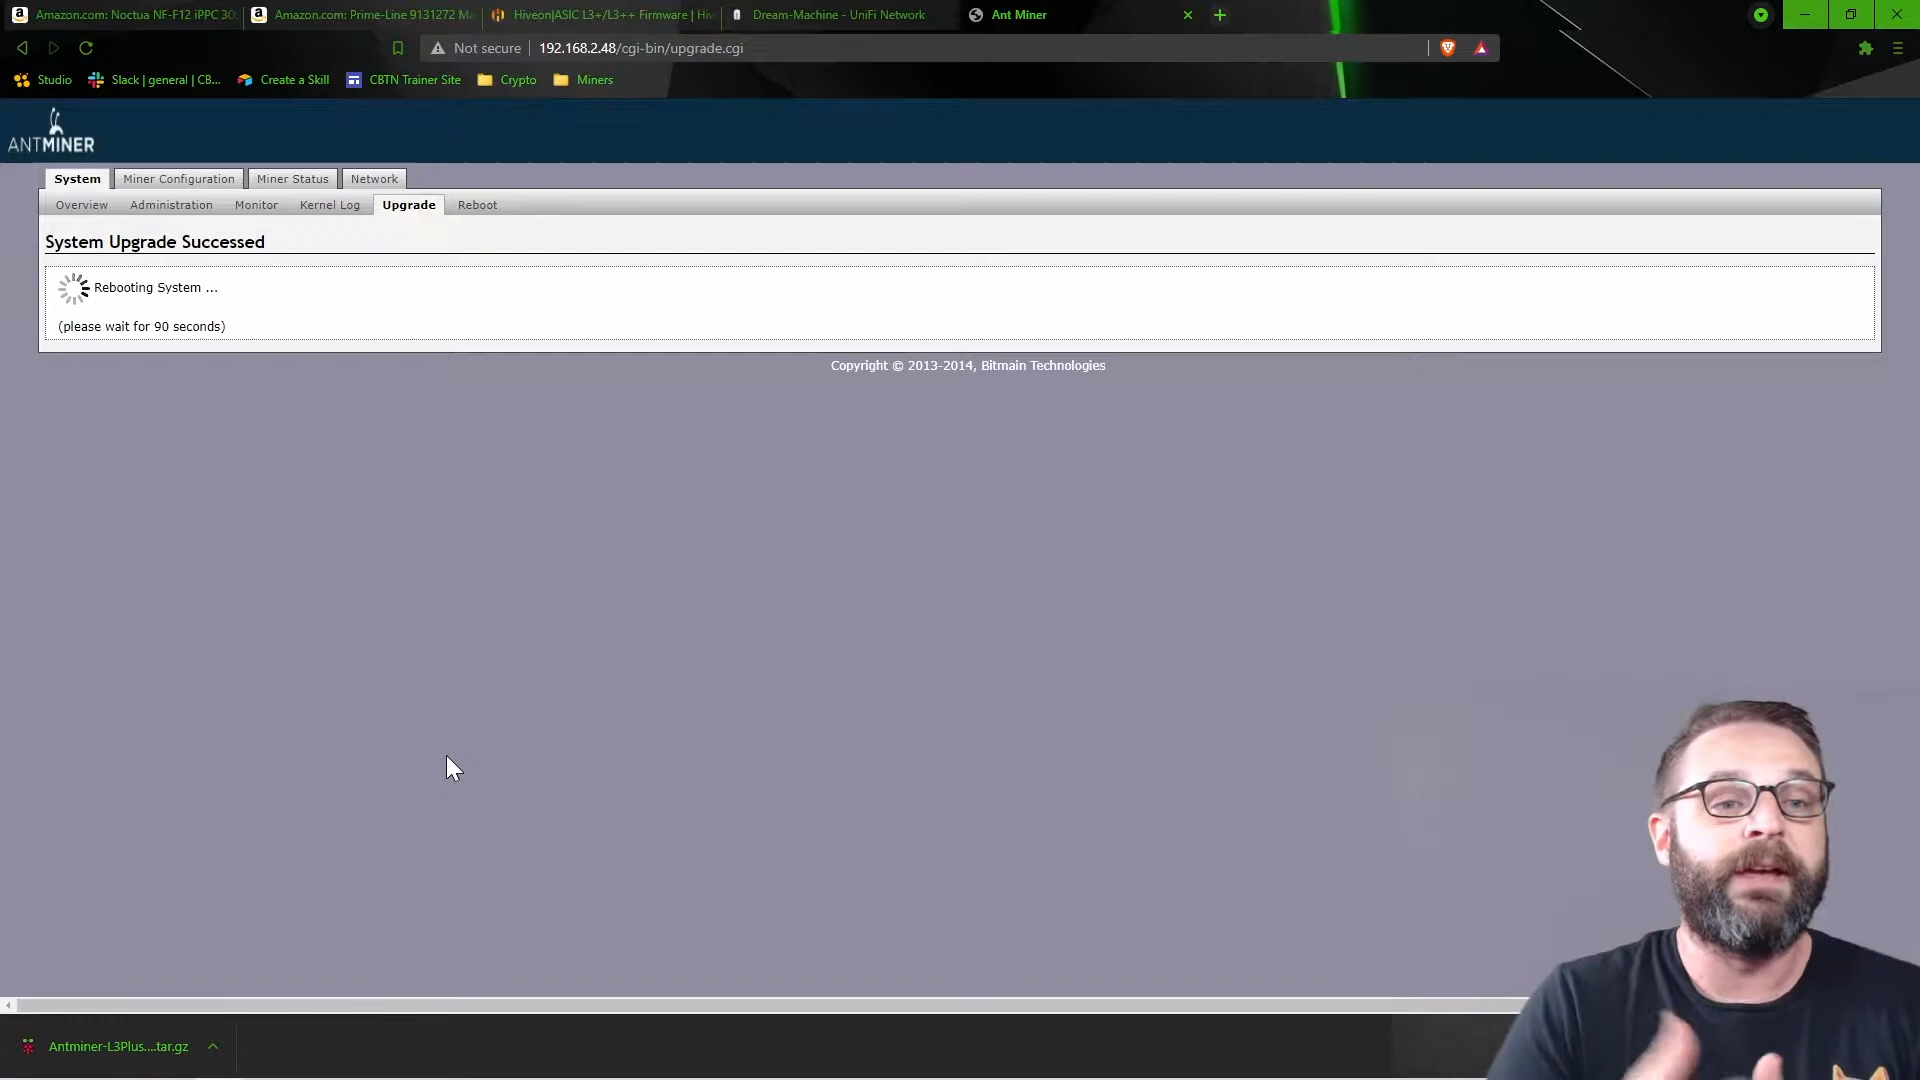 Amazon.com: Noctua NF-F12 iPPC 30
Amazon.com: Prime-Line 9131272 Ma
Hiveon|ASIC L3+/L3++ Firmware | Hiv
Dream-Machine - UniFi Network
Ant Miner
Not secure
192.168.2.48/cgi-bin/upgrade.cgi
Studio
Slack | general | CB...
Create a Skill
CBTN Trainer Site
Crypto
Miners
ANTMINER
System
Miner Configuration
Miner Status
Network
Overview
Administration
Monitor
Kernel Log
Upgrade
Reboot
System Upgrade Successed
Rebooting System ...
(please wait for 90 seconds)
Copyright © 2013-2014, Bitmain Technologies
Antminer-L3Plus....tar.gz